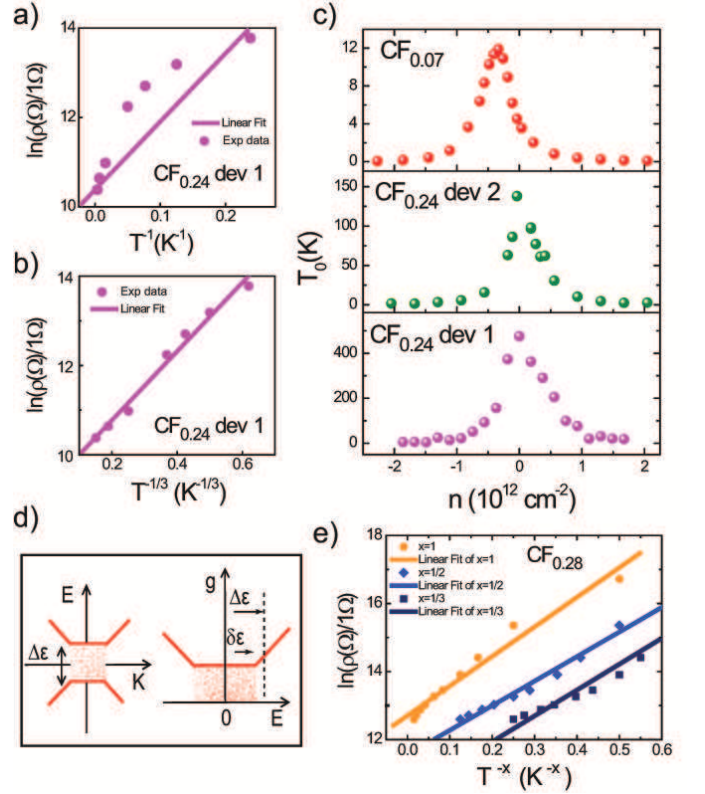 a)
14
12
10
ln(ρ(Ω)/1Ω)
Linear Fit
Exp data
CF0.24 dev 1
0.0 0.1 0.2
T-1(K-1)
b)
14
12
10
ln(ρ(Ω)/1Ω)
Exp data
Linear Fit
CF0.24 dev 1
0.2 0.4 0.6
T-1/3 (K-1/3)
c)
12
8
4
0
CF0.07
150
100
50
0
CF0.24 dev 2
T0(K)
400
200
0
CF0.24 dev 1
-2 -1 0 1 2
n (10^12 cm-2)
d)
E
Δε
K
g
Δε
δε
0
E
e)
18
16
14
12
ln(ρ(Ω)/1Ω)
x=1
Linear Fit of x=1
x=1/2
Linear Fit of x=1/2
x=1/3
Linear Fit of x=1/3
CF0.28
0.0 0.1 0.2 0.3 0.4 0.5 0.6
T-x (K-x)